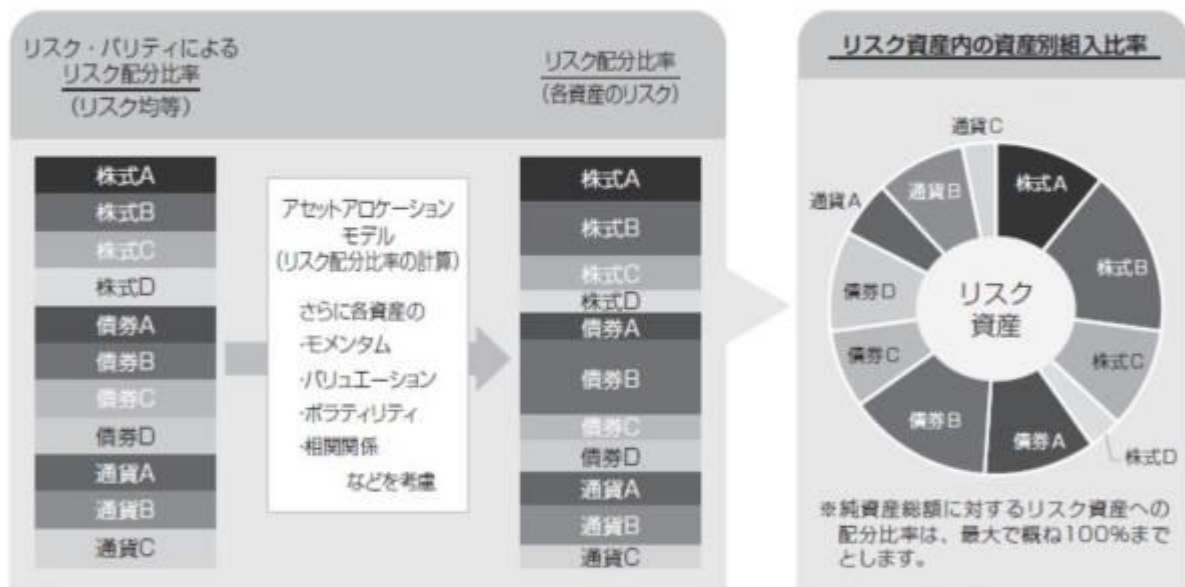 リスク・パリティによる
リスク配分比率
(リスク均等)
株式A
株式B
株式C
株式D
債券A
債券B
債券C
債券D
通貨A
通貨B
通貨C
アセットアロケーション
モデル
(リスク配分比率の計算)
さらに各資産の
・モメンタム
・バリュエーション
・ボラティリティ
・相関関係
などを考慮
リスク配分比率
(各資産のリスク)
株式A
株式B
株式C
株式D
債券A
債券B
債券C
債券D
通貨A
通貨B
通貨C
リスク資産内の資産別組入比率
通貨C
株式A
通貨B
通貨A
株式B
債券D
リスク
資産
債券C
株式C
債券B
債券A
株式D
※純資産総額に対するリスク資産への
配分比率は、最大で概ね100%まで
とします。